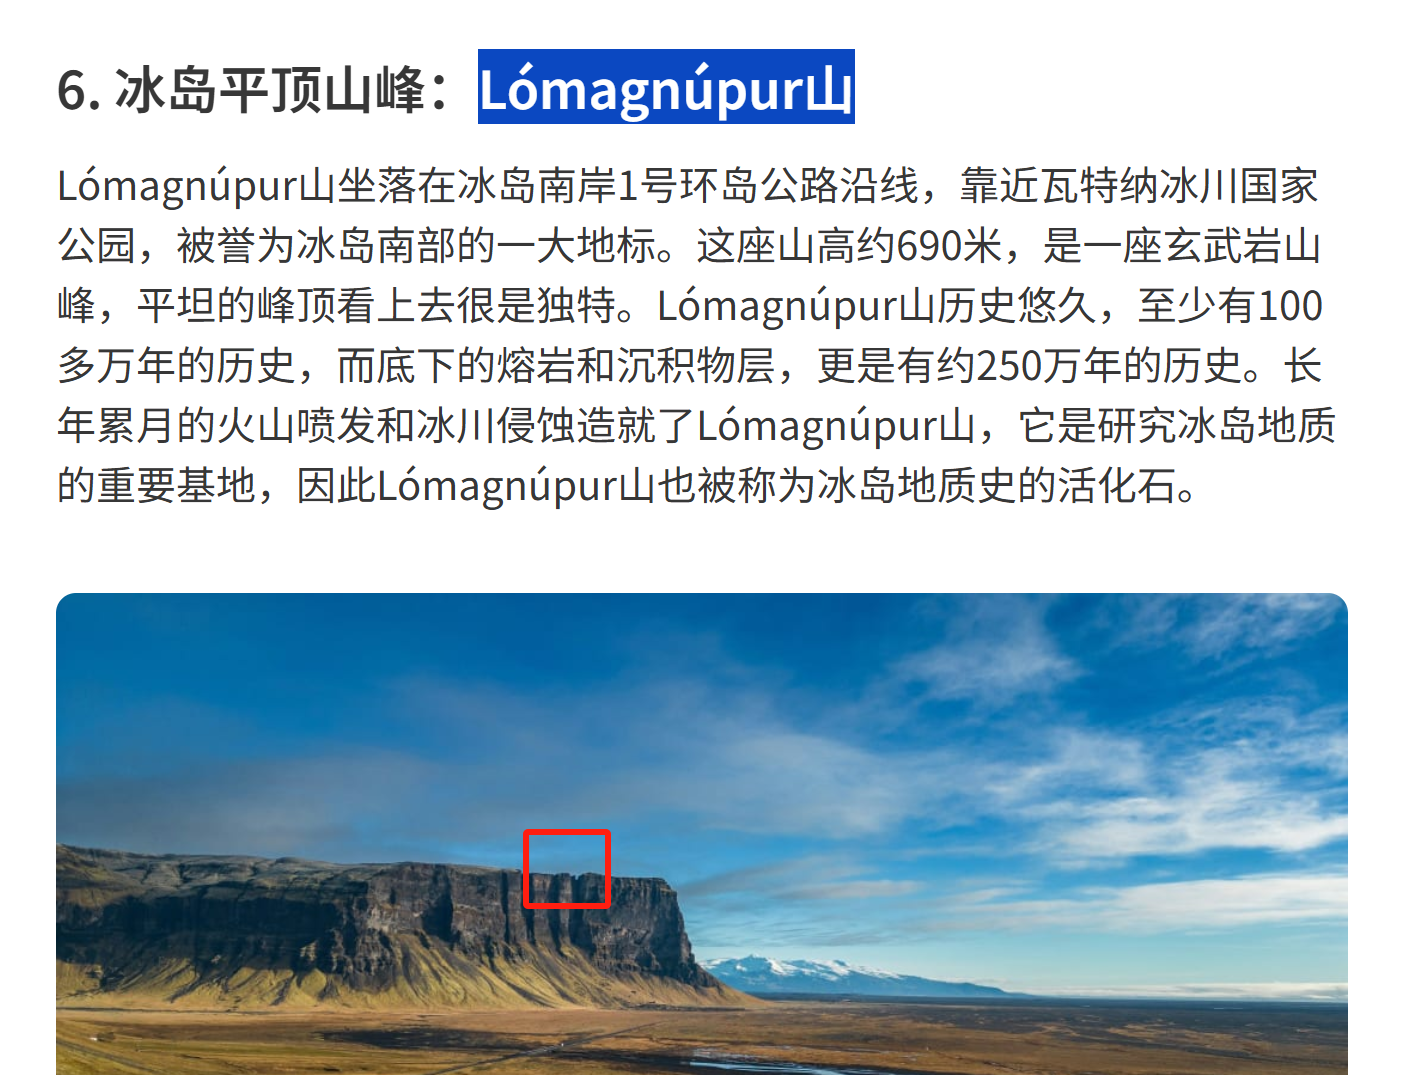 6. 冰岛平顶山峰：Lómagnúpur山
Lómagnúpur山坐落在冰岛南岸1号环岛公路沿线，靠近瓦特纳冰川国家
公园，被誉为冰岛南部的一大地标。这座山高约690米，是一座玄武岩山
峰，平坦的峰顶看上去很是独特。Lómagnúpur山历史悠久，至少有100
多万年的历史，而底下的熔岩和沉积物层，更是有约250万年的历史。长
年累月的火山喷发和冰川侵蚀造就了Lómagnúpur山，它是研究冰岛地质
的重要基地，因此Lómagnúpur山也被称为冰岛地质史的活化石。